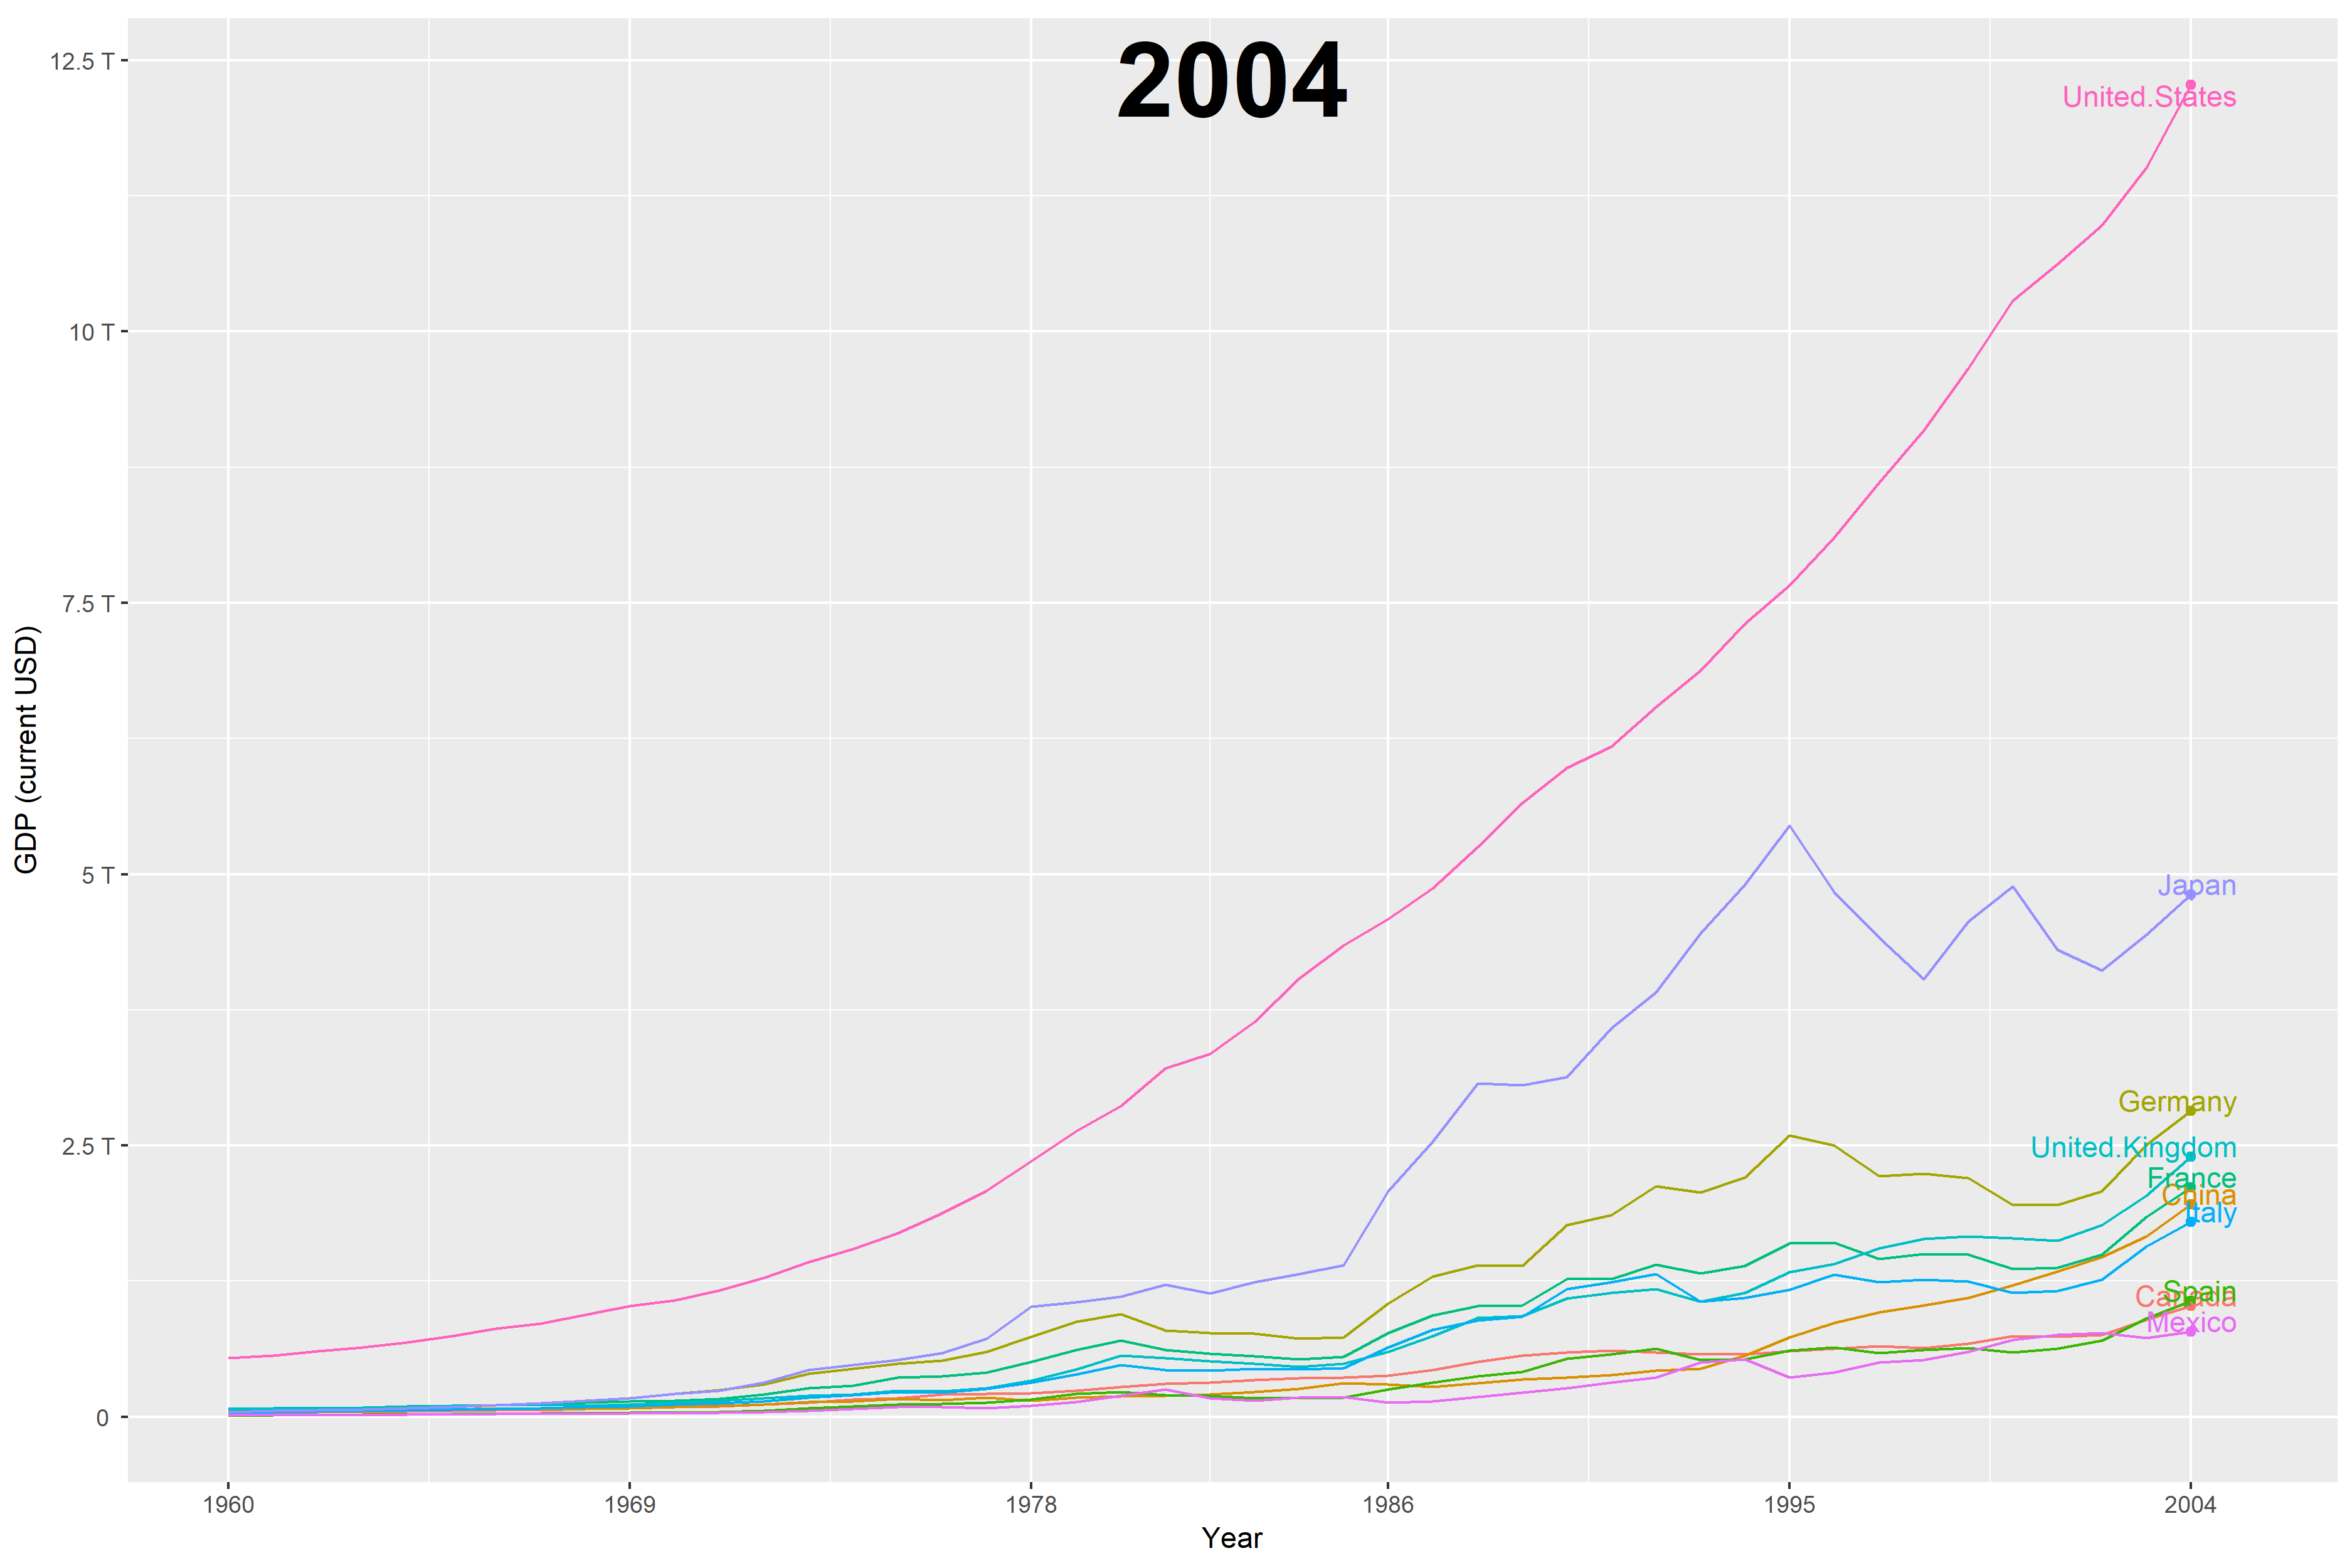 2004
12.5 T
10 T
7.5 T
5 T
2.5 T
0
GDP (current USD)
United.States
Japan
Germany
United.Kingdom
France
China
Italy
Spain
Canada
Mexico
1960 1969 1978 1986 1995 2004
Year